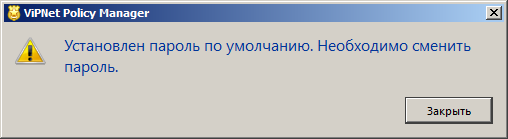 ViPNet Policy Manager
Установлен пароль по умолчанию. Необходимо сменить
пароль.
Закрыть